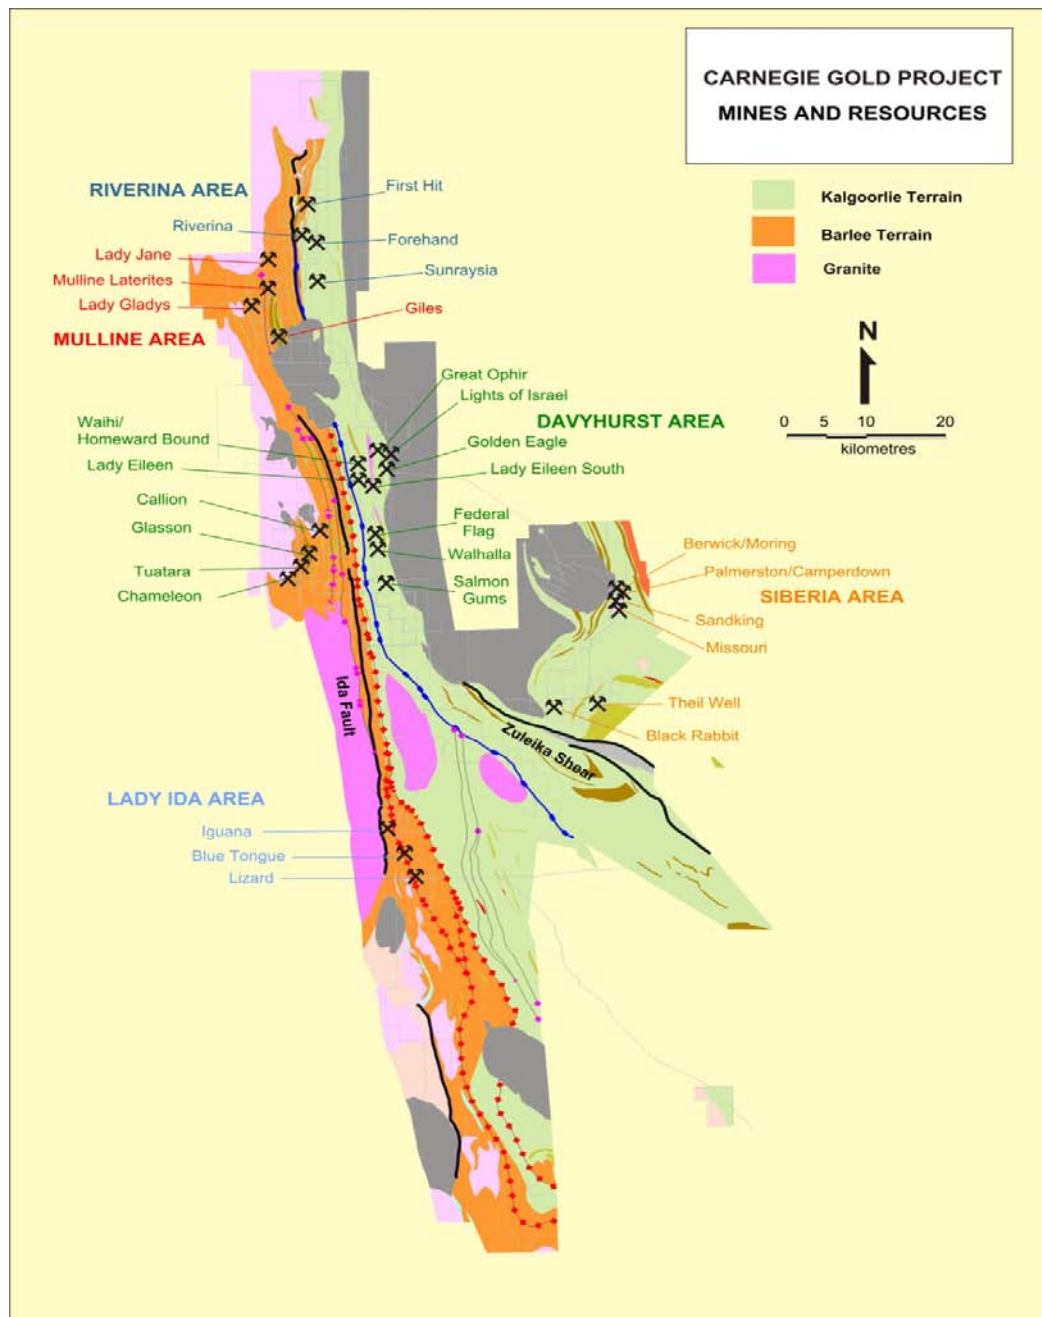 CARNEGIE GOLD PROJECT
MINES AND RESOURCES
Kalgoorlie Terrain
Barlee Terrain
Granite
N
0 5 10 20
kilometres
RIVERINA AREA
First Hit
Riverina
Forehand
Sunraysia
Lady Jane
Mulline Laterites
Lady Gladys
Giles
MULLINE AREA
Great Ophir
Lights of Israel
DAVYHURST AREA
Waihi/
Homeward Bound
Golden Eagle
Lady Eileen
Lady Eileen South
Callion
Glasson
Tuatara
Chameleon
Federal
Flag
Walhalla
Salmon
Gums
Berwick/Moring
Palmerston/Camperdown
SIBERIA AREA
Sandking
Missouri
Theil Well
Black Rabbit
Ida Fault
Zuleika Shear
LADY IDA AREA
Iguana
Blue Tongue
Lizard